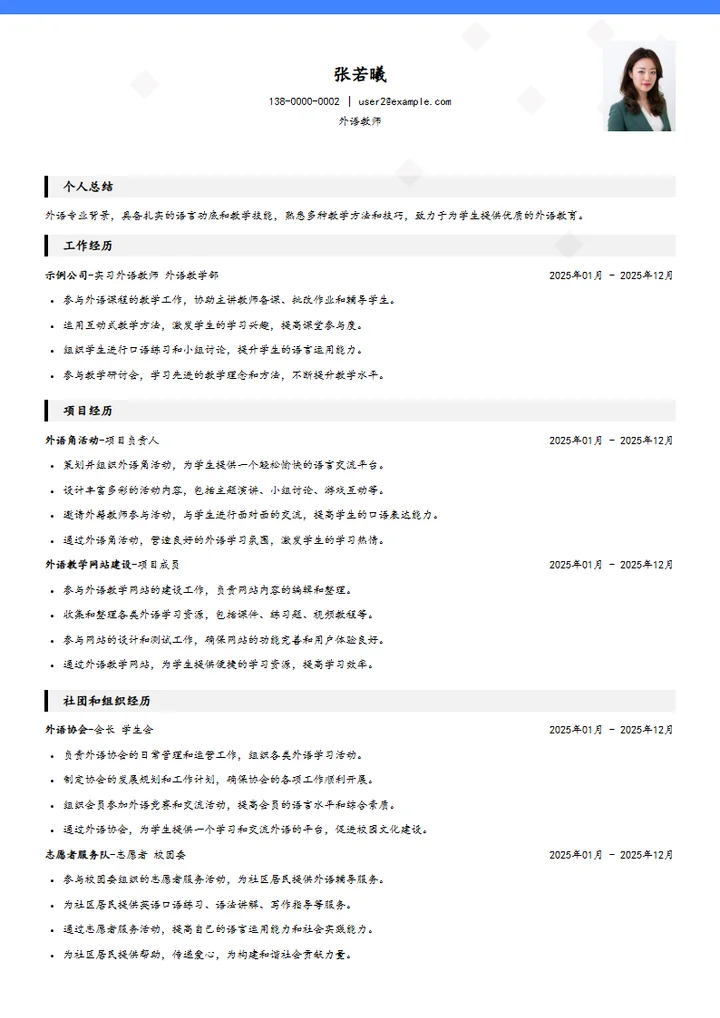 张若曦
138-0000-0002 | user2@example.com
外语教师
个人总结
外语专业背景，具备扎实的语言功底和教学技能，熟悉多种教学方法和技巧，致力于为学生提供优质的外语教育。
工作经历
示例公司-实习外语教师 外语教学部 2025年01月 - 2025年12月
• 参与外语课程的教学工作，协助主讲教师备课、批改作业和辅导学生。
• 运用互动式教学方法，激发学生的学习兴趣，提高课堂参与度。
• 组织学生进行口语练习和小组讨论，提升学生的语言运用能力。
• 参与教学研讨会，学习先进的教学理念和方法，不断提升教学水平。
项目经历
外语角活动-项目负责人 2025年01月 - 2025年12月
• 策划并组织外语角活动，为学生提供一个轻松愉快的语言交流平台。
• 设计丰富多彩的活动内容，包括主题演讲、小组讨论、游戏互动等。
• 邀请外籍教师参与活动，与学生进行面对面的交流，提高学生的口语表达能力。
• 通过外语角活动，营造良好的外语学习氛围，激发学生的学习热情。
外语教学网站建设-项目成员 2025年01月 - 2025年12月
• 参与外语教学网站的建设工作，负责网站内容的编辑和整理。
• 收集和整理各类外语学习资源，包括课件、练习题、视频教程等。
• 参与网站的设计和测试工作，确保网站的功能完善和用户体验良好。
• 通过外语教学网站，为学生提供便捷的学习资源，提高学习效率。
社团和组织经历
外语协会-会长 学生会 2025年01月 - 2025年12月
• 负责外语协会的日常管理和运营工作，组织各类外语学习活动。
• 制定协会的发展规划和工作计划，确保协会的各项工作顺利开展。
• 组织会员参加外语竞赛和交流活动，提高会员的语言水平和综合素质。
• 通过外语协会，为学生提供一个学习和交流外语的平台，促进校园文化建设。
志愿者服务队-志愿者 校团委 2025年01月 - 2025年12月
• 参与校团委组织的志愿者服务活动，为社区居民提供外语辅导服务。
• 为社区居民提供英语口语练习、语法讲解、写作指导等服务。
• 通过志愿者服务活动，提高自己的语言运用能力和社会实践能力。
• 为社区居民提供帮助，传递爱心，为构建和谐社会贡献力量。